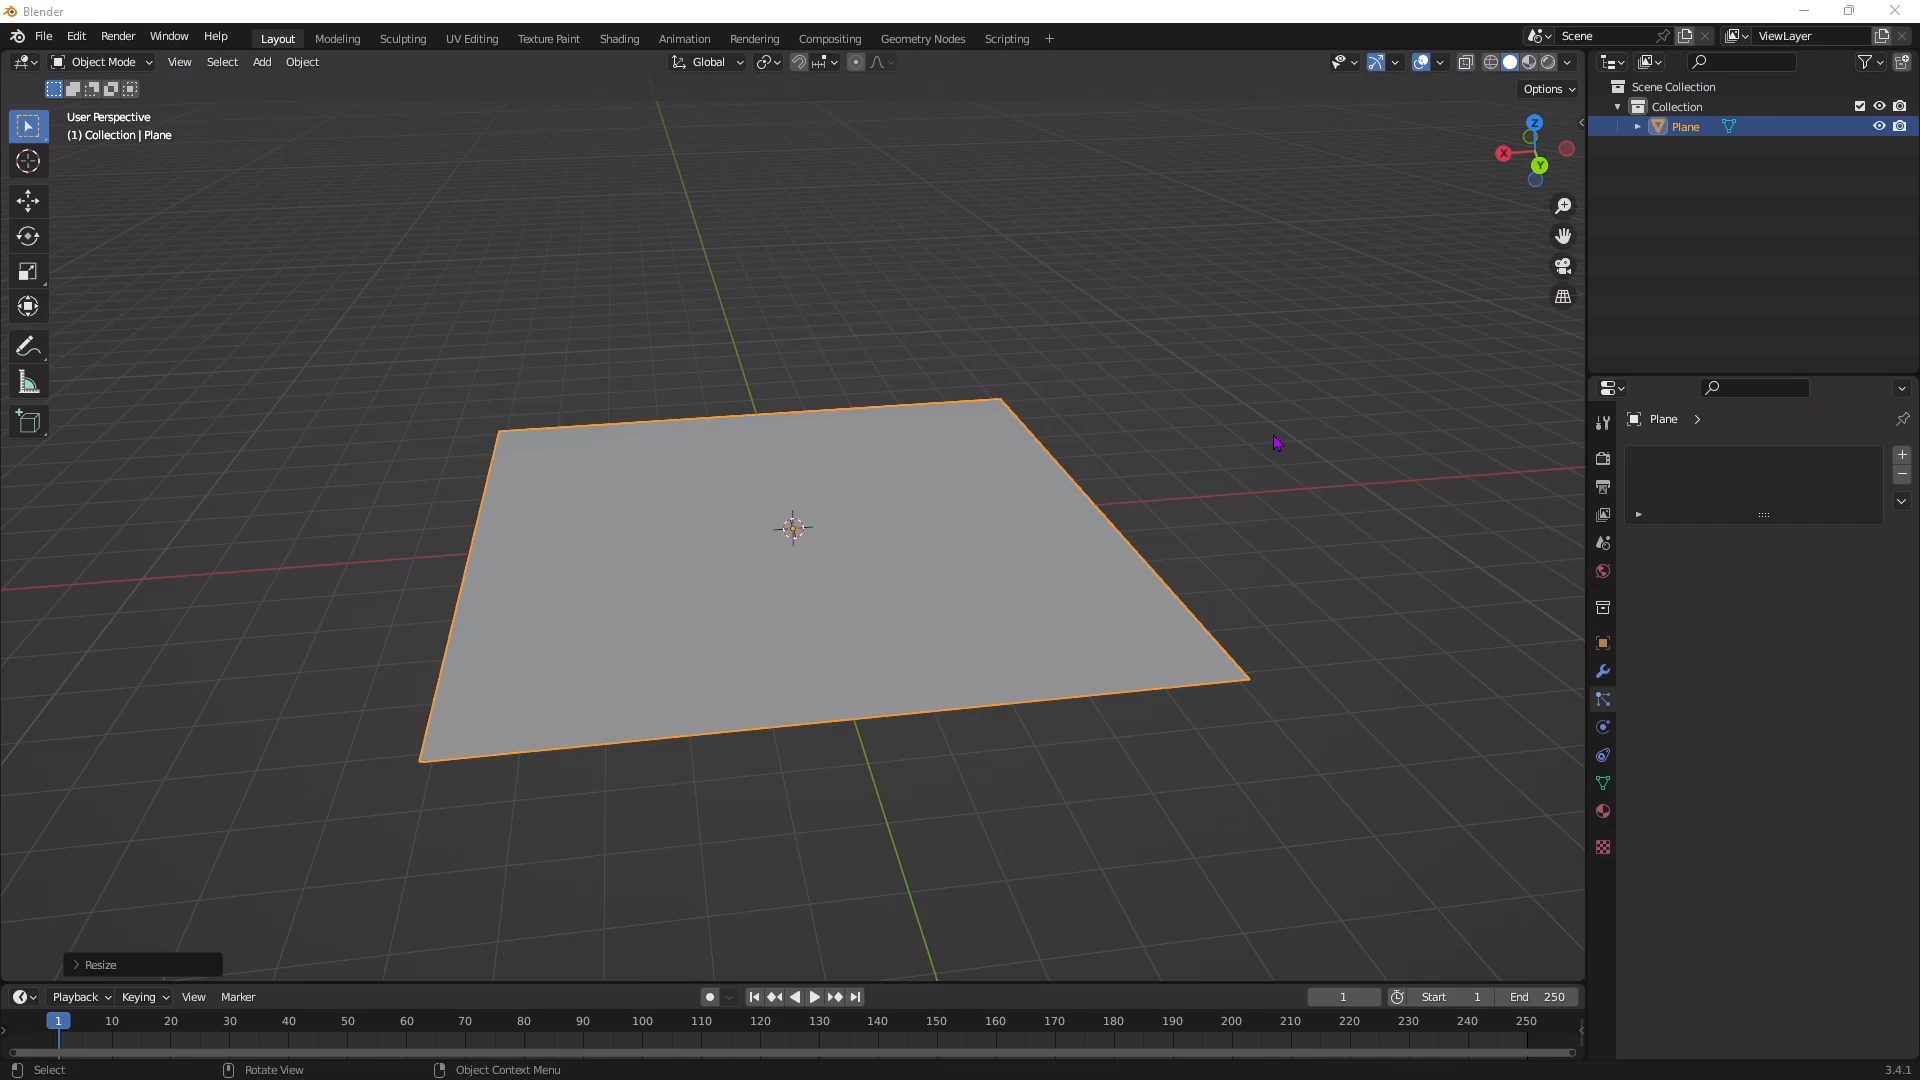 Blender
File Edit Render Window Help Layout Modeling Sculpting UV Editing Texture Paint Shading Animation Rendering Compositing Geometry Nodes Scripting + Scene ViewLayer
Object Mode View Select Add Object Global
Options
User Perspective
(1) Collection | Plane
Z
X
Y
Scene Collection
Collection
Plane
Plane
Resize
Playback Keying View Marker 1 Start 1 End 250
1 10 20 30 40 50 60 70 80 90 100 110 120 130 140 150 160 170 180 190 200 210 220 230 240 250
Select Rotate View Object Context Menu 3.4.1